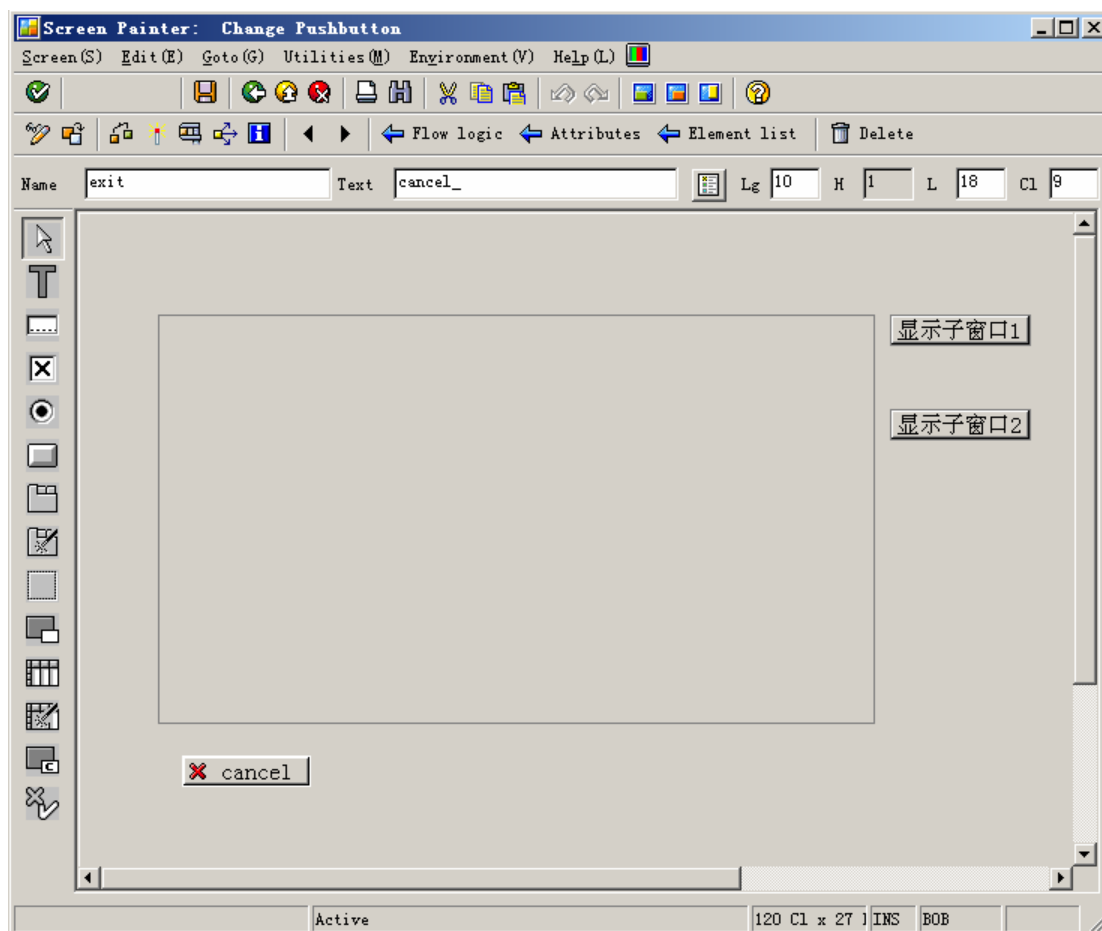 Screen Painter: Change Pushbutton
Screen(S) Edit(E) Goto(G) Utilities(M) Environment(V) Help(L)
Flow logic Attributes Element list Delete
Name exit Text cancel_ Lg 10 H 1 L 18 Cl 9
显示子窗口1
显示子窗口2
cancel
Active 120 Cl x 27 INS BOB